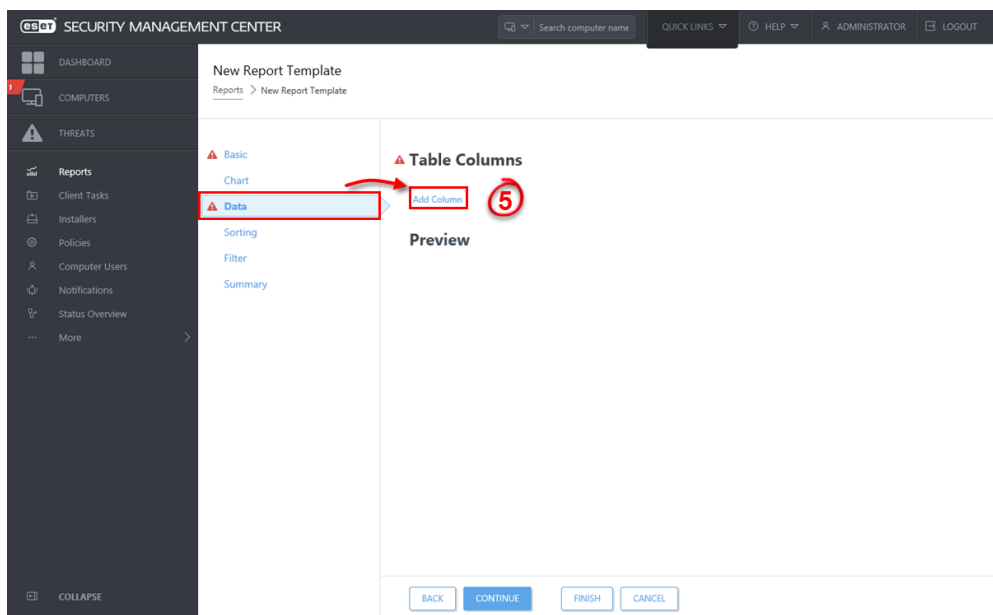 eset SECURITY MANAGEMENT CENTER
Search computer name
QUICK LINKS
HELP
ADMINISTRATOR
LOGOUT
DASHBOARD
1
COMPUTERS
THREATS
Reports
Client Tasks
Installers
Policies
Computer Users
Notifications
Status Overview
More
COLLAPSE
New Report Template
Reports > New Report Template
Basic
Chart
Data
Sorting
Filter
Summary
Table Columns
Add Column
5
Preview
BACK
CONTINUE
FINISH
CANCEL